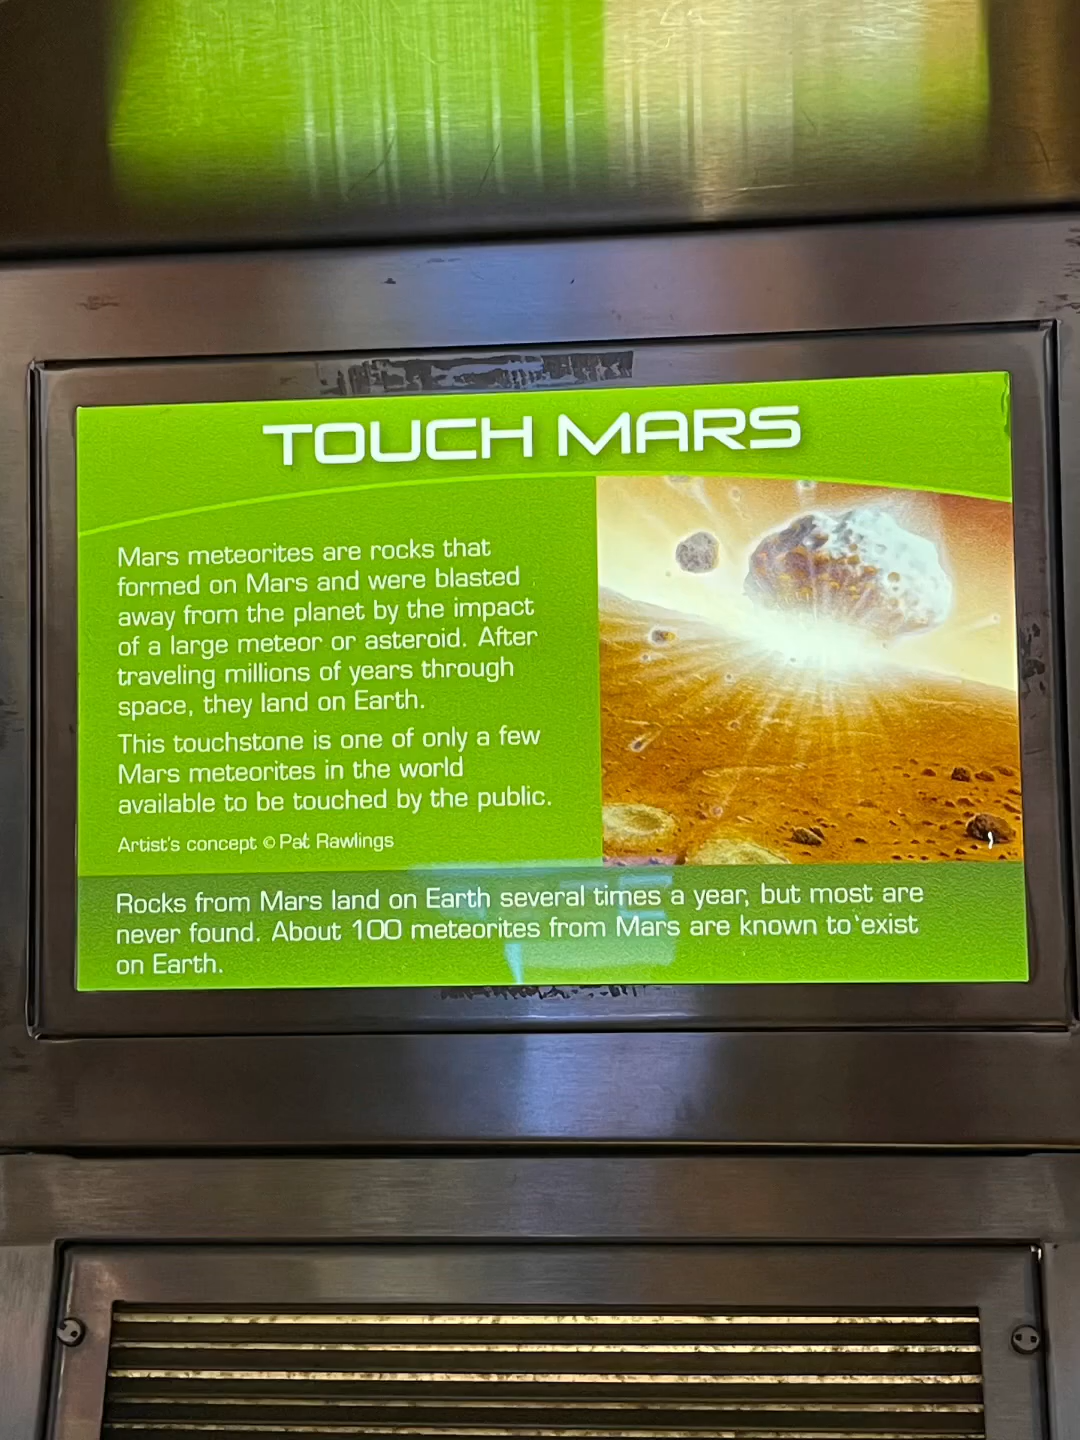 TOUCH MARS
Mars meteorites are rocks that
formed on Mars and were blasted
away from the planet by the impact
of a large meteor or asteroid. After
traveling millions of years through
space, they land on Earth.
This touchstone is one of only a few
Mars meteorites in the world
available to be touched by the public.
Artist's concept © Pat Rawlings
Rocks from Mars land on Earth several times a year, but most are
never found. About 100 meteorites from Mars are known to exist
on Earth.